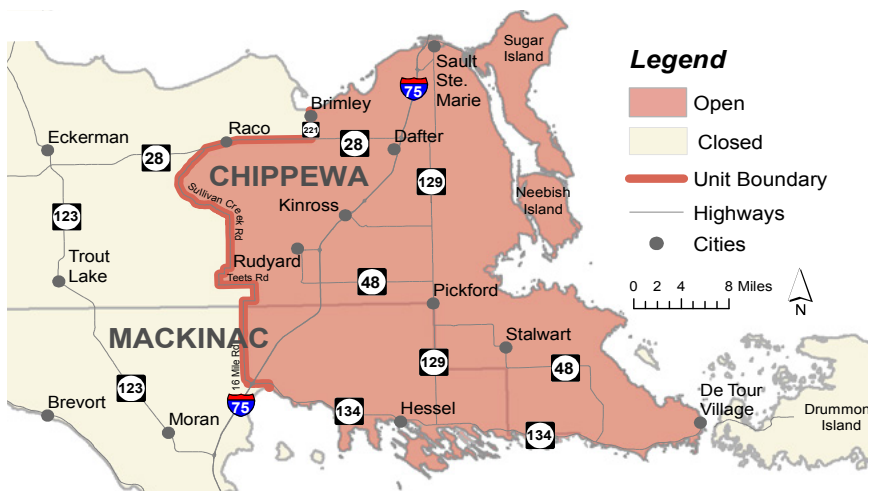 Sugar
Island
Legend
Sault
Ste.
Marie
75
Open
Brimley
221
Raco
Dafter
28
Closed
Eckerman
28
CHIPPEWA
129
Unit Boundary
Sullivan Creek Rd
Neebish
Island
123
Kinross
Highways
Cities
Trout
Lake
Rudyard
Teets Rd
48
Pickford
0 2 4 8 Miles
N
MACKINAC
16 Mile Rd
Stalwart
129
48
123
De Tour
Village
Brevort
75
134
Hessel
Drummon
Island
Moran
134